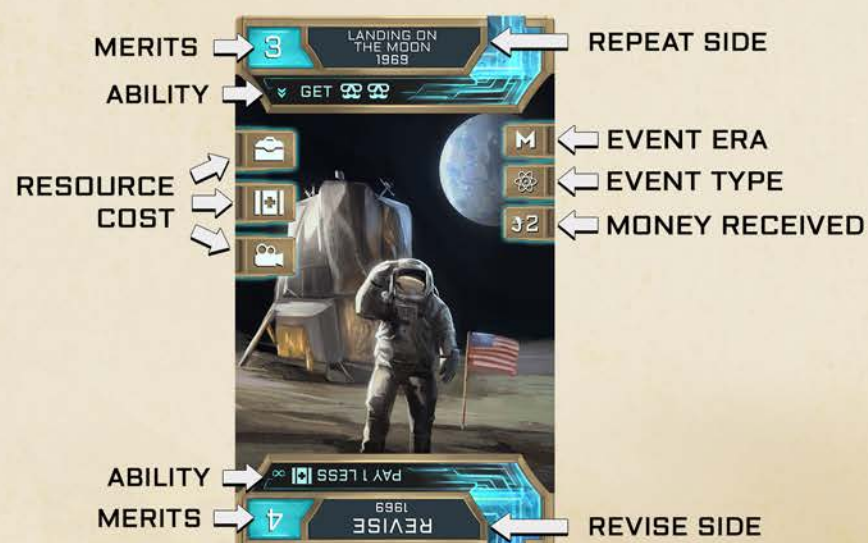 MERITS
3
LANDING ON
THE MOON
1969
REPEAT SIDE
ABILITY
GET
M
EVENT ERA
EVENT TYPE
2
MONEY RECEIVED
RESOURCE
COST
ABILITY
∞ PAY 1 LESS
MERITS
4
REVISE
1969
REVISE SIDE